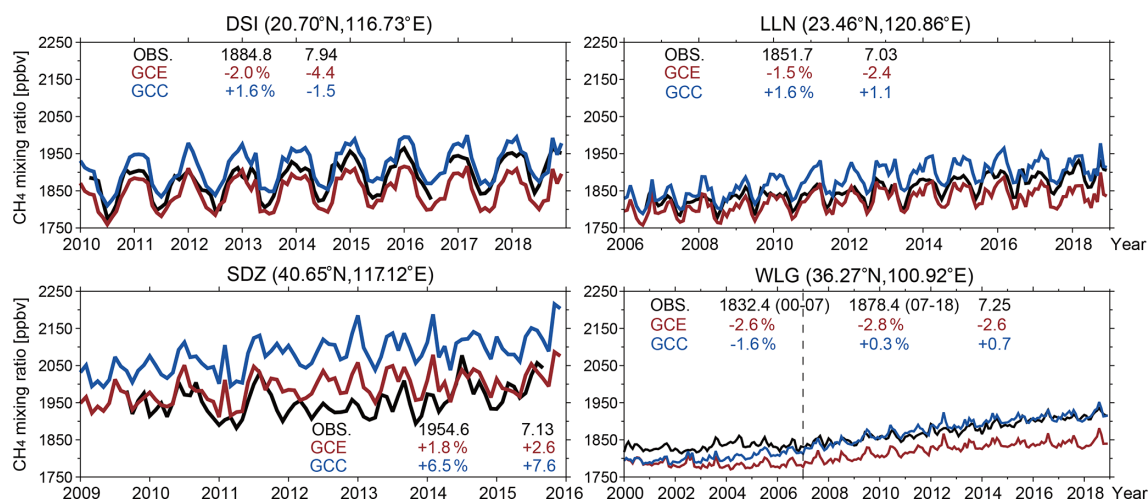 DSI (20.70°N,116.73°E)
CH4 mixing ratio [ppbv]
2250
2150
2050
1950
1850
1750
OBS. 1884.8 7.94
GCE -2.0% -4.4
GCC +1.6% -1.5
2010 2011 2012 2013 2014 2015 2016 2017 2018
LLN (23.46°N,120.86°E)
2250
2150
2050
1950
1850
1750
OBS. 1851.7 7.03
GCE -1.5% -2.4
GCC +1.6% +1.1
2006 2008 2010 2012 2014 2016 2018 Year
SDZ (40.65°N,117.12°E)
CH4 mixing ratio [ppbv]
2250
2150
2050
1950
1850
1750
OBS. 1954.6 7.13
GCE +1.8% +2.6
GCC +6.5% +7.6
2009 2010 2011 2012 2013 2014 2015 2016
WLG (36.27°N,100.92°E)
2250
2150
2050
1950
1850
1750
OBS. 1832.4 (00-07) 1878.4 (07-18) 7.25
GCE -2.6% -2.8% -2.6
GCC -1.6% +0.3% +0.7
2000 2002 2004 2006 2008 2010 2012 2014 2016 2018 Year